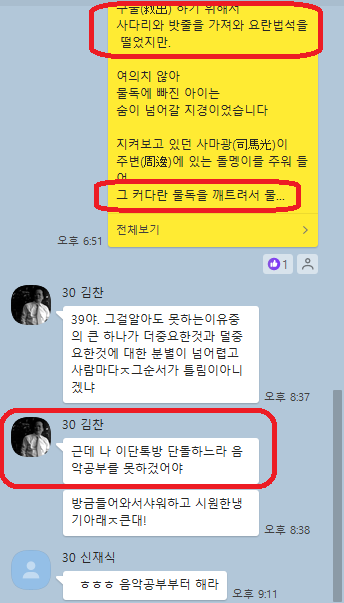 구출(救出) 하기 위해서
사다리와 밧줄을 가져와 요란법석을
떨었지만.
여의치 않아
물독에 빠진 아이는
숨이 넘어갈 지경이었습니다
지켜보고 있던 사마광(司馬光)이
주변(周邊)에 있는 돌멩이를 주워 들
어
그 커다란 물독을 깨트려서 물...
전체보기
오후 6:51
1
30 김찬
39야. 그걸알아도 못하는이유중
의 큰 하나가 더중요한것과 덜중
요한것에 대한 분별이 넘어렵고
사람마다ㅈ그순서가 틀림이아니
겠냐
오후 8:37
30 김찬
근데 나 이단톡방 단돌하느라 음
악공부를 못하겄어야
방금들어와서샤워하고 시원한냉
기아래ㅈ큰대!
오후 8:38
30 신재식
ㅎㅎㅎ 음악공부부터 해라
오후 9:11